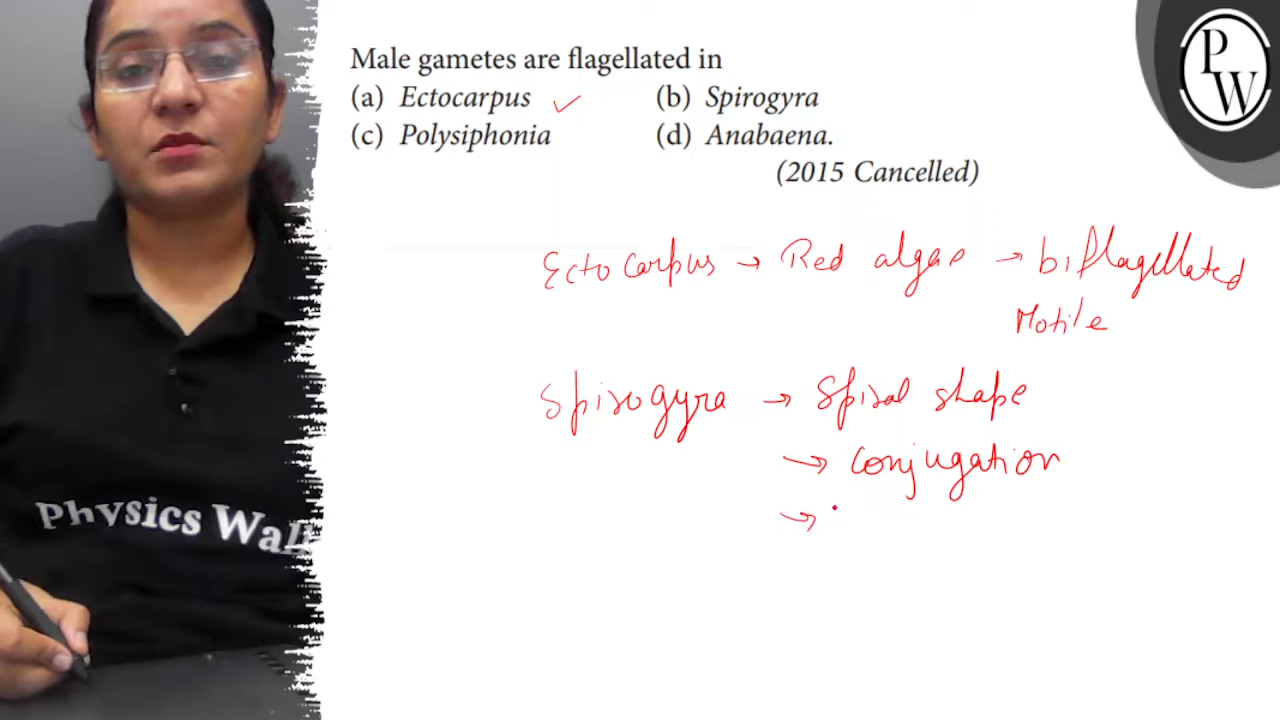 Male gametes are flagellated in
(a) Ectocarpus ✓ (b) Spirogyra
(c) Polysiphonia (d) Anabaena.
(2015 Cancelled)
Ectocarpus → Red algae → biflagellated
Motile
Spirogyra → Spiral shape
→ conjugation
→
PW
Physics Wall